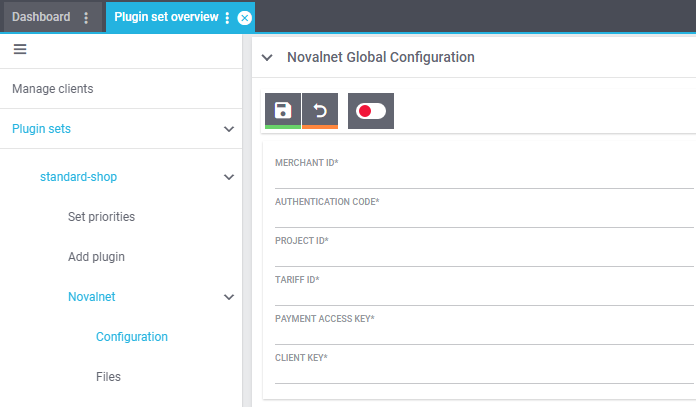 Dashboard
Plugin set overview
Manage clients
Plugin sets
standard-shop
Set priorities
Add plugin
Novalnet
Configuration
Files
Novalnet Global Configuration
MERCHANT ID*
AUTHENTICATION CODE*
PROJECT ID*
TARIFF ID*
PAYMENT ACCESS KEY*
CLIENT KEY*